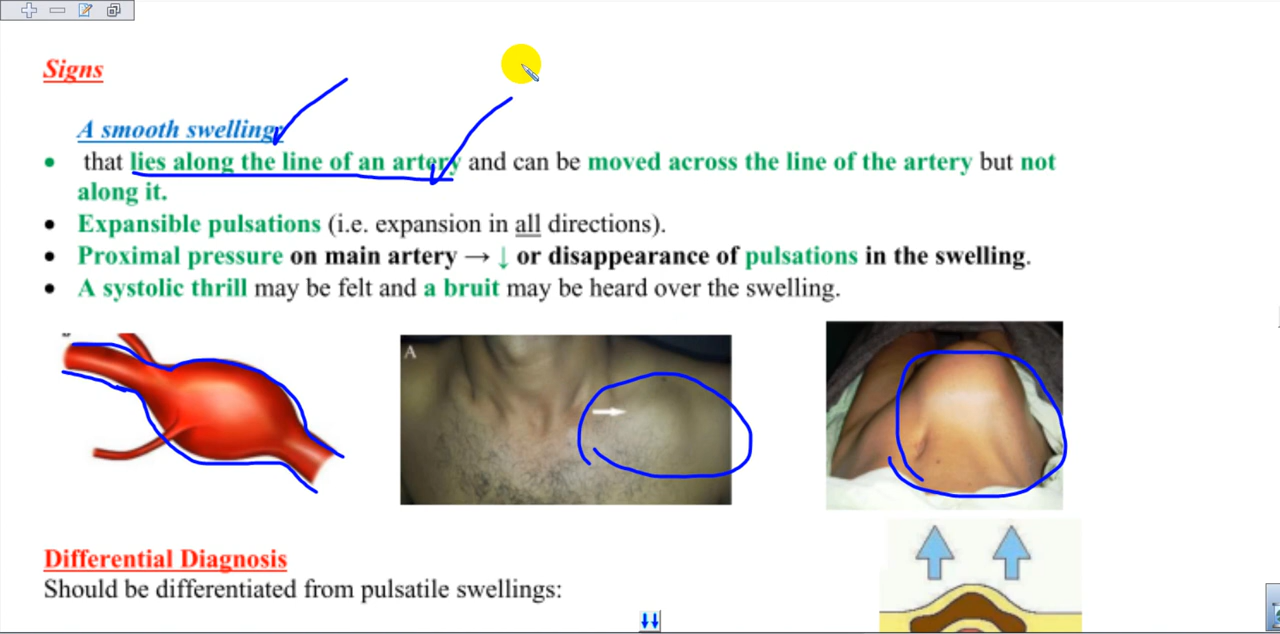 Signs
A smooth swelling:
• that lies along the line of an artery and can be moved across the line of the artery but not
along it.
• Expansible pulsations (i.e. expansion in all directions).
• Proximal pressure on main artery → ↓ or disappearance of pulsations in the swelling.
• A systolic thrill may be felt and a bruit may be heard over the swelling.
A
Differential Diagnosis
Should be differentiated from pulsatile swellings: